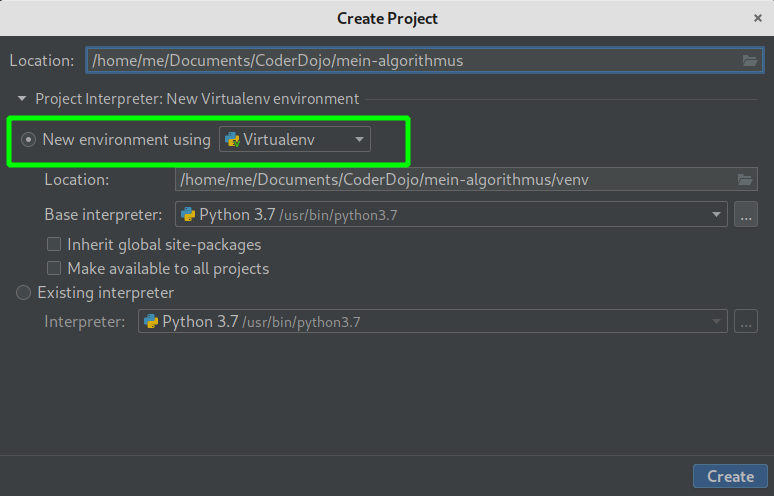 Create Project
Location: /home/me/Documents/CoderDojo/mein-algorithmus
Project Interpreter: New Virtualenv environment
New environment using Virtualenv
Location: /home/me/Documents/CoderDojo/mein-algorithmus/venv
Base interpreter: Python 3.7 /usr/bin/python3.7 ...
Inherit global site-packages
Make available to all projects
Existing interpreter
Interpreter: Python 3.7 /usr/bin/python3.7 ...
Create